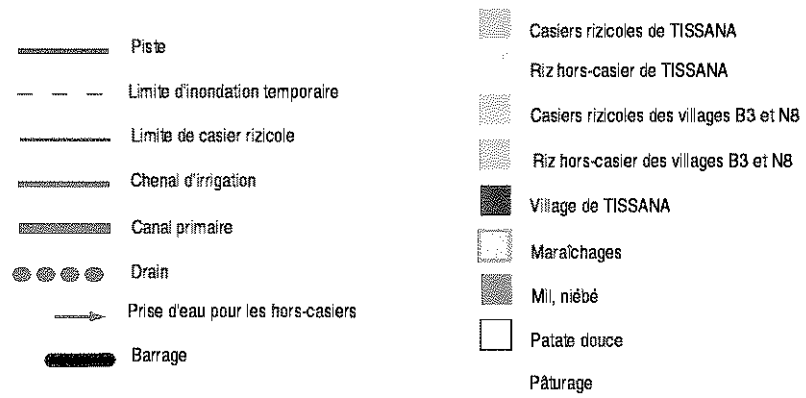 Piste
Limite d'inondation temporaire
Limite de casier rizicole
Chenal d'irrigation
Canal primaire
Drain
Prise d'eau pour les hors-casiers
Barrage
Casiers rizicoles de TISSANA
Riz hors-casier de TISSANA
Casiers rizicoles des villages B3 et N8
Riz hors-casier des villages B3 et N8
Village de TISSANA
Maraîchages
Mil, niébé
Patate douce
Pâturage